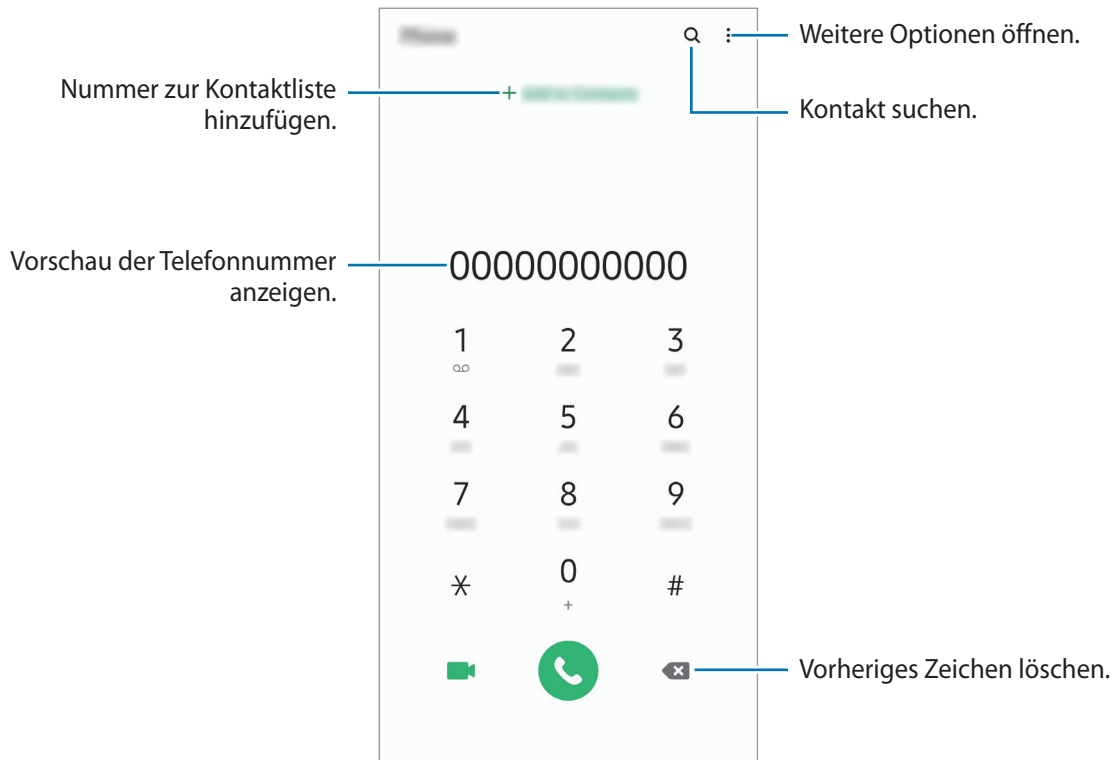 Weitere Optionen öffnen.
Nummer zur Kontaktliste
hinzufügen.
Kontakt suchen.
Vorschau der Telefonnummer
anzeigen.
00000000000
1 2 3
4 5 6
7 8 9
* 0 #
+
Vorheriges Zeichen löschen.